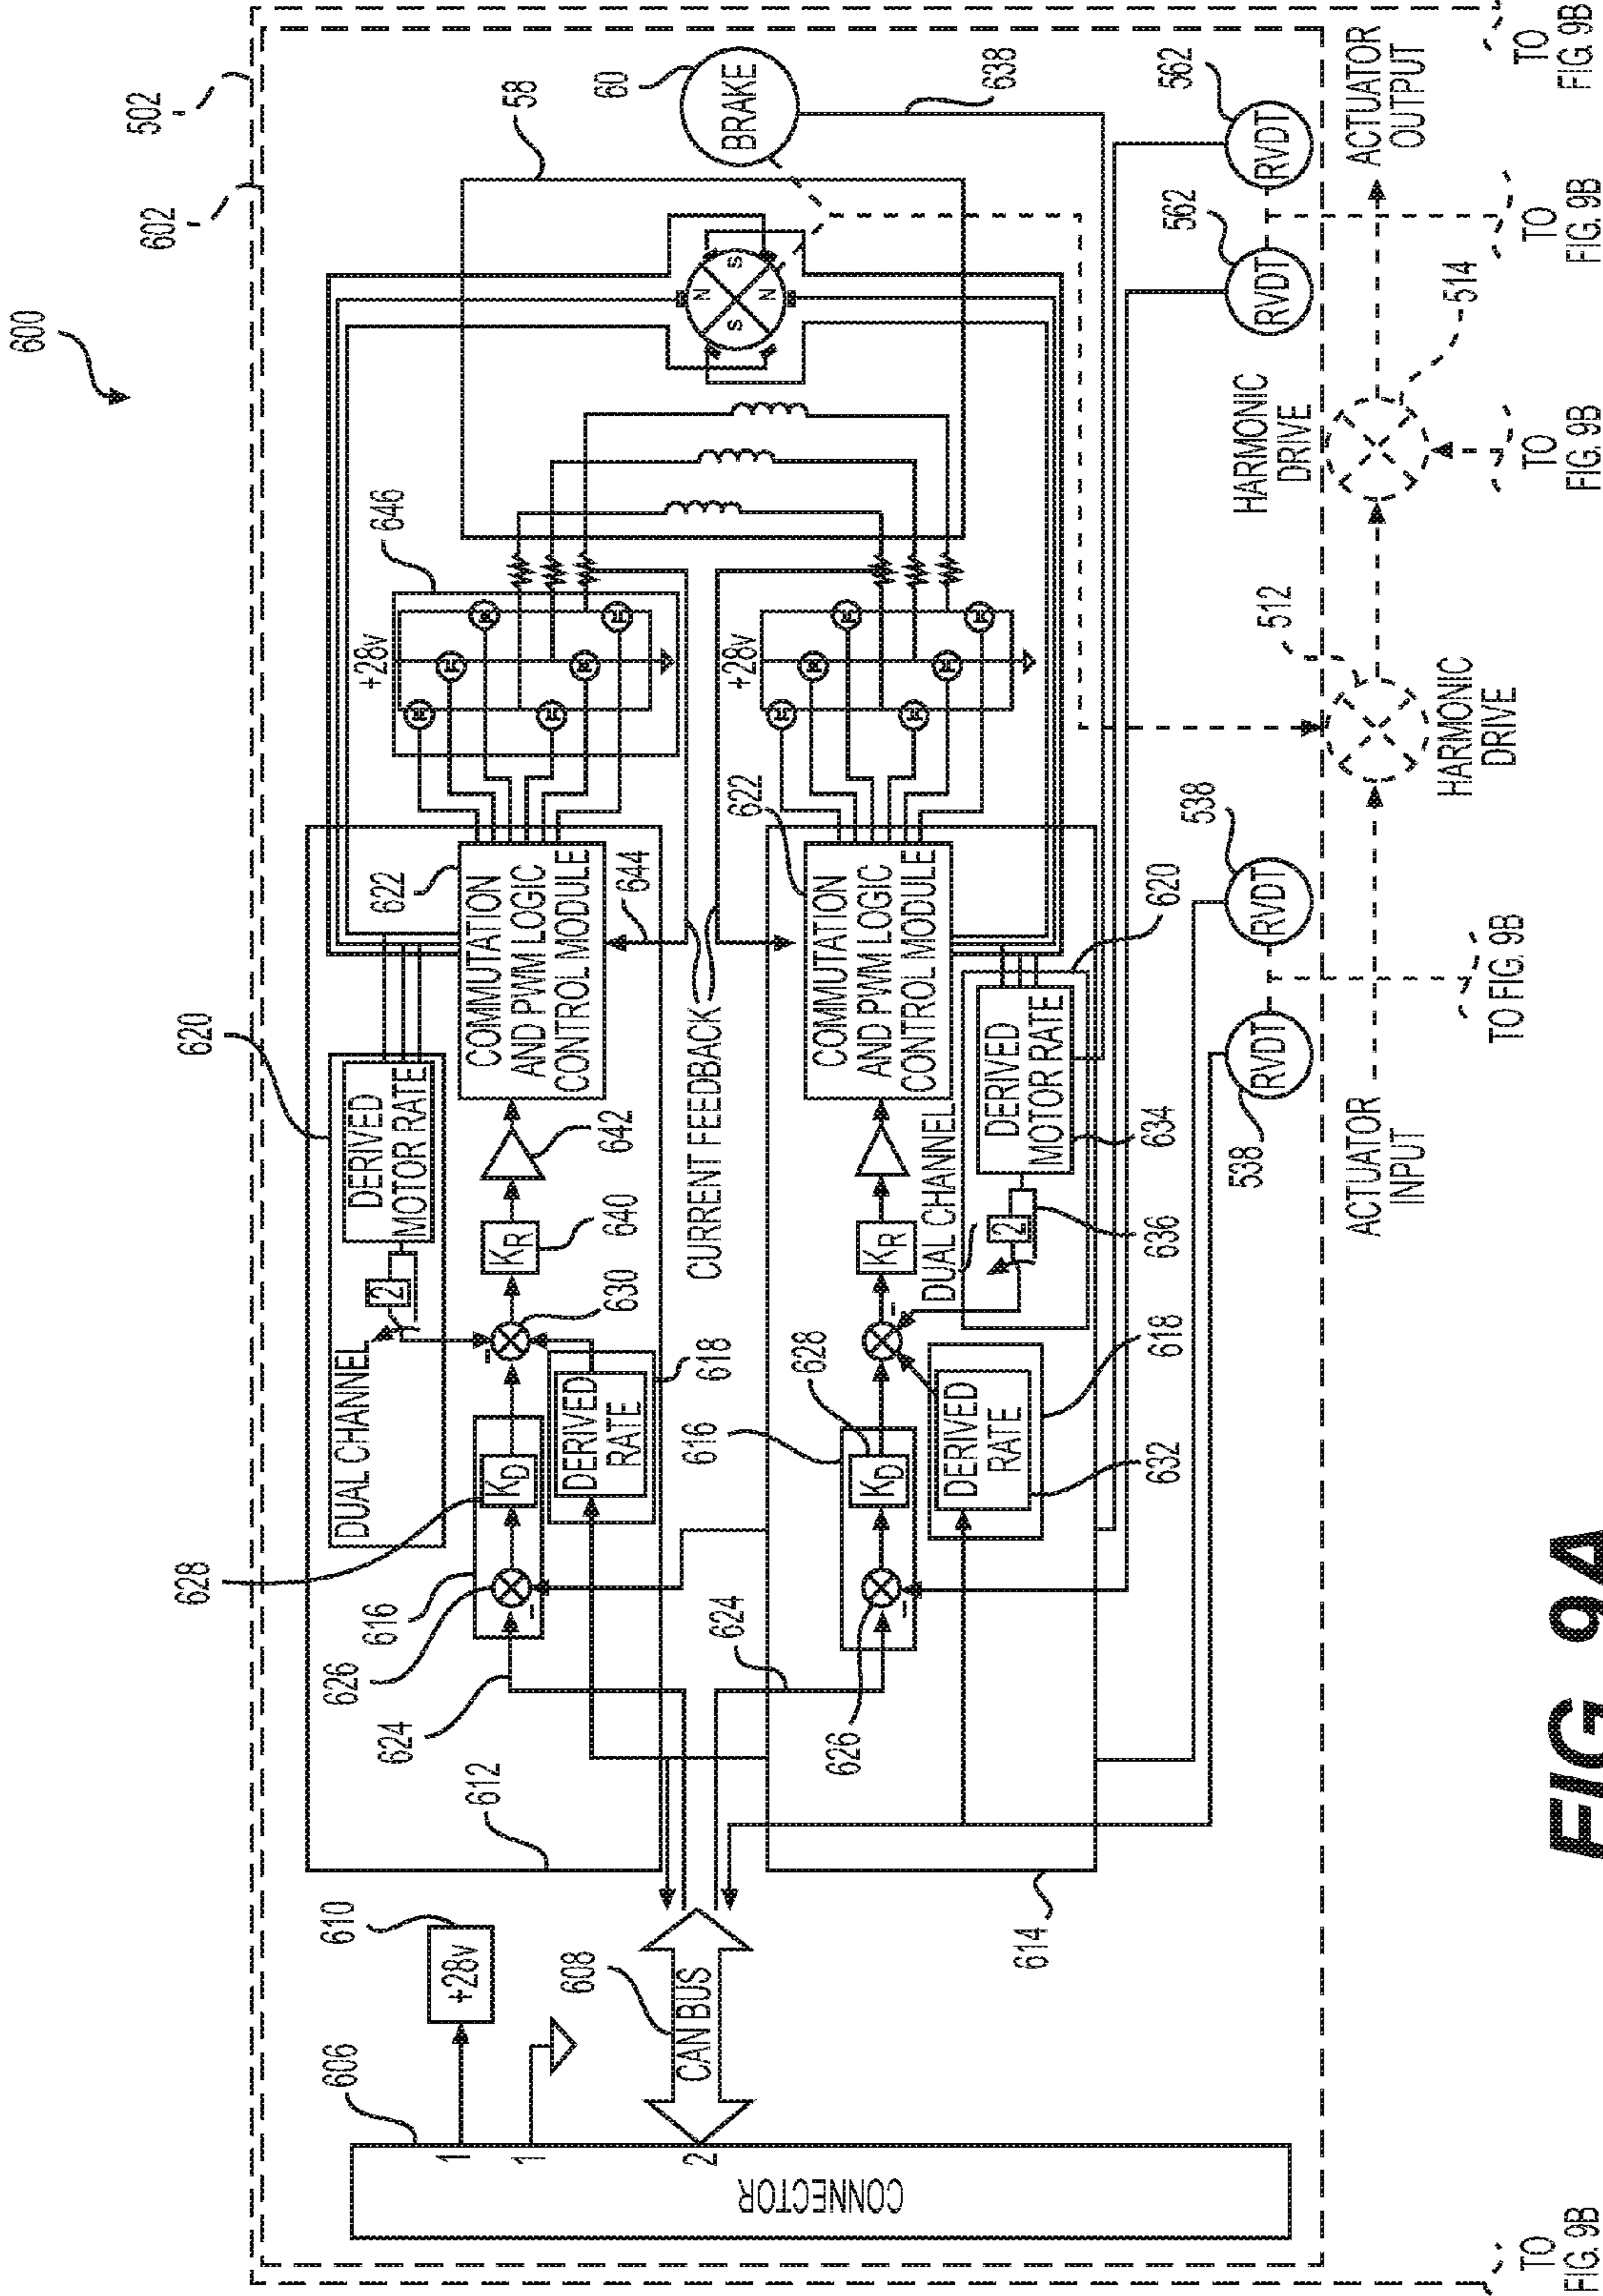 600
502
602
606
CONNECTOR
1
1
2
610
+28v
608
CAN BUS
612
614
620
DUAL CHANNEL
2
DERIVED
MOTOR RATE
622
COMMUTATION
AND PWM LOGIC
CONTROL MODULE
628
616
626
624
KD
-
-
630
KR
640
642
DERIVED
RATE
618
644
CURRENT FEEDBACK
646
+28v
58
N
S
N
S
BRAKE
60
638
624
626
616
628
KD
-
-
KR
DERIVED
RATE
618
632
DUAL CHANNEL
2
636
DERIVED
MOTOR RATE
634
620
622
COMMUTATION
AND PWM LOGIC
CONTROL MODULE
+28v
538
RVDT
538
RVDT
562
RVDT
562
RVDT
ACTUATOR
INPUT
512
HARMONIC
DRIVE
HARMONIC
DRIVE
514
ACTUATOR
OUTPUT
TO
FIG. 9B
TO FIG. 9B
TO
FIG. 9B
TO
FIG. 9B
TO
FIG. 9B
FIG 9A